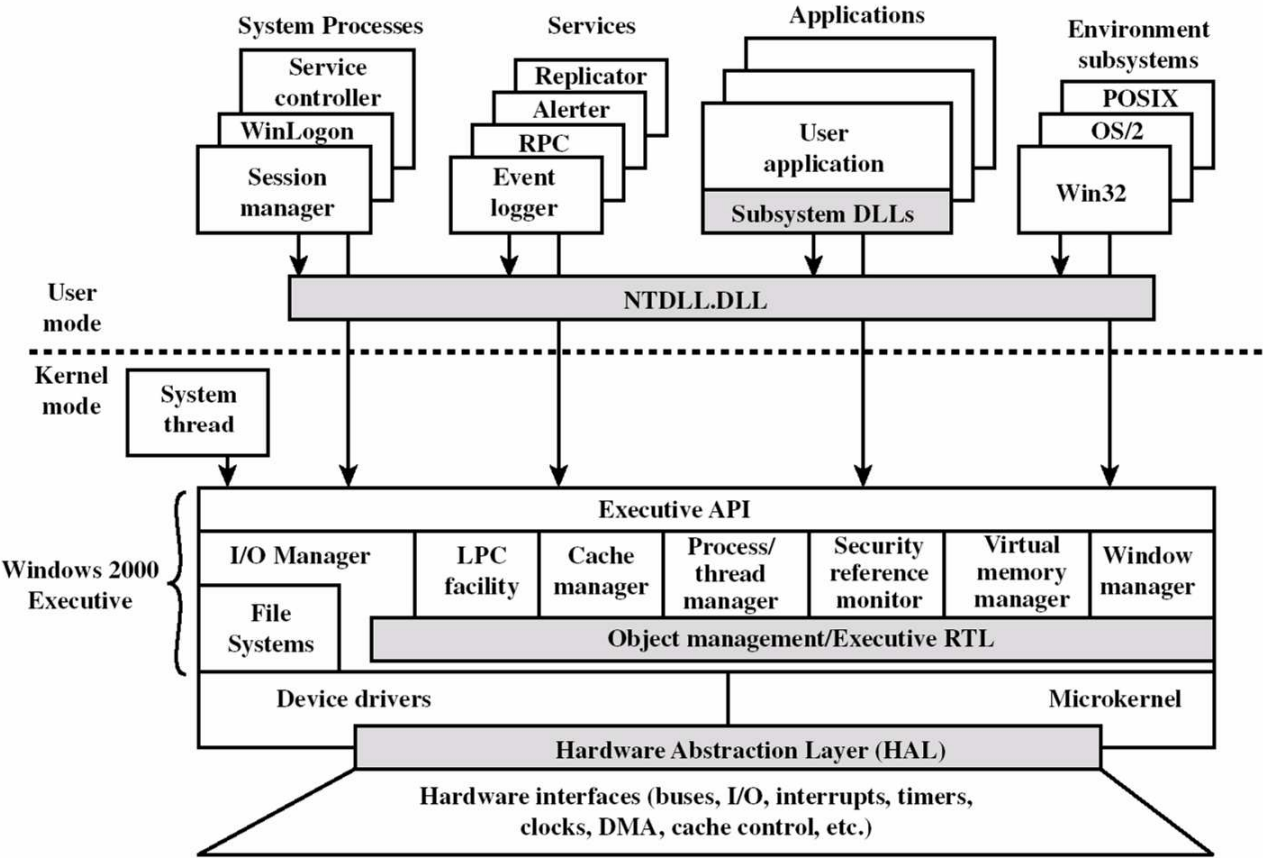 System Processes
Service
controller
WinLogon
Session
manager
Services
Replicator
Alerter
RPC
Event
logger
Applications
User
application
Subsystem DLLs
Environment
subsystems
POSIX
OS/2
Win32
NTDLL.DLL
User
mode
Kernel
mode
System
thread
Windows 2000
Executive
Executive API
I/O Manager
File
Systems
LPC
facility
Cache
manager
Process/
thread
manager
Security
reference
monitor
Virtual
memory
manager
Window
manager
Object management/Executive RTL
Device drivers
Microkernel
Hardware Abstraction Layer (HAL)
Hardware interfaces (buses, I/O, interrupts, timers,
clocks, DMA, cache control, etc.)